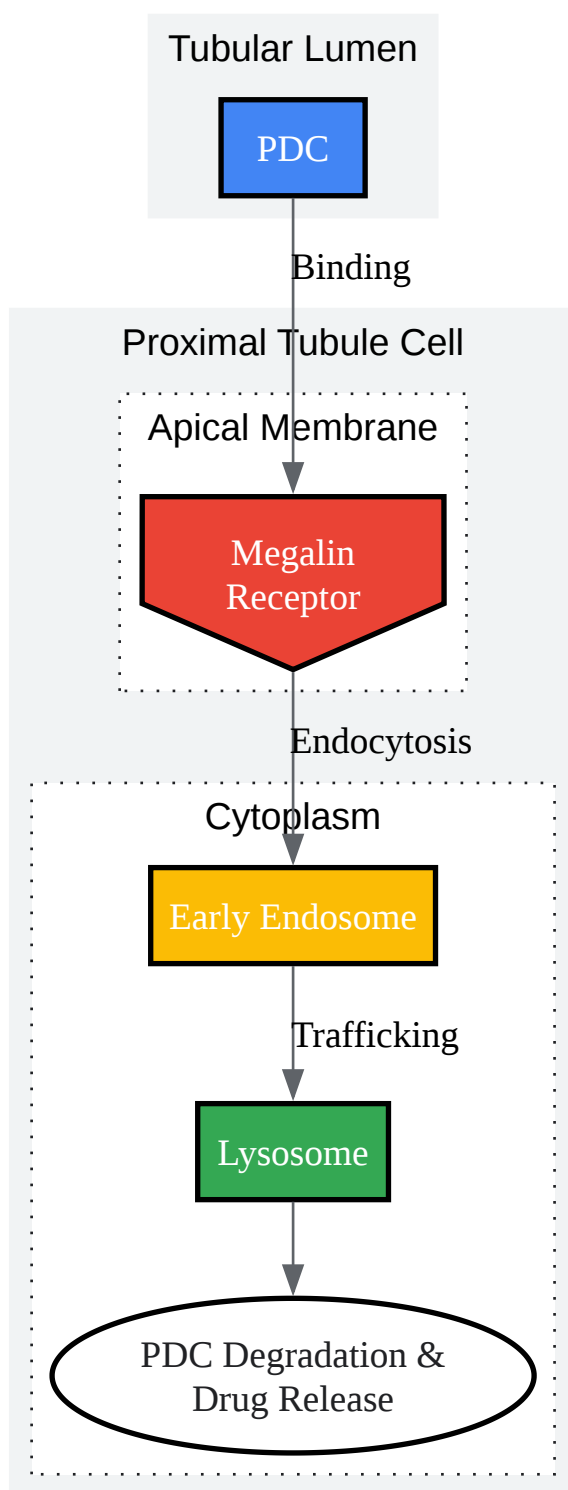 Tubular Lumen
PDC
Binding
Proximal Tubule Cell
Apical Membrane
Megalin
Receptor
Endocytosis
Cytoplasm
Early Endosome
Trafficking
Lysosome
PDC Degradation &
Drug Release